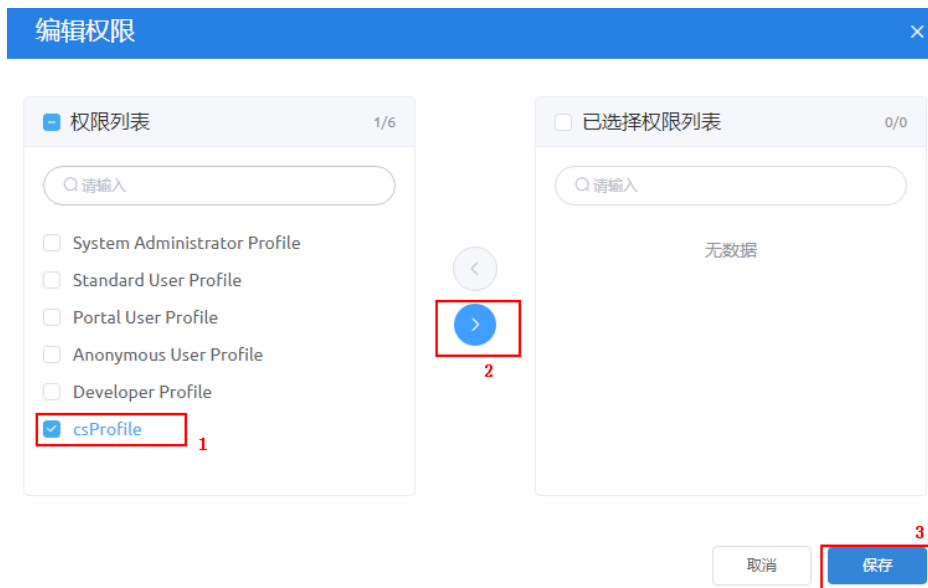 编辑权限
权限列表 1/6
请输入
System Administrator Profile
Standard User Profile
Portal User Profile
Anonymous User Profile
Developer Profile
csProfile
1
2
已选择权限列表 0/0
请输入
无数据
3
取消 保存